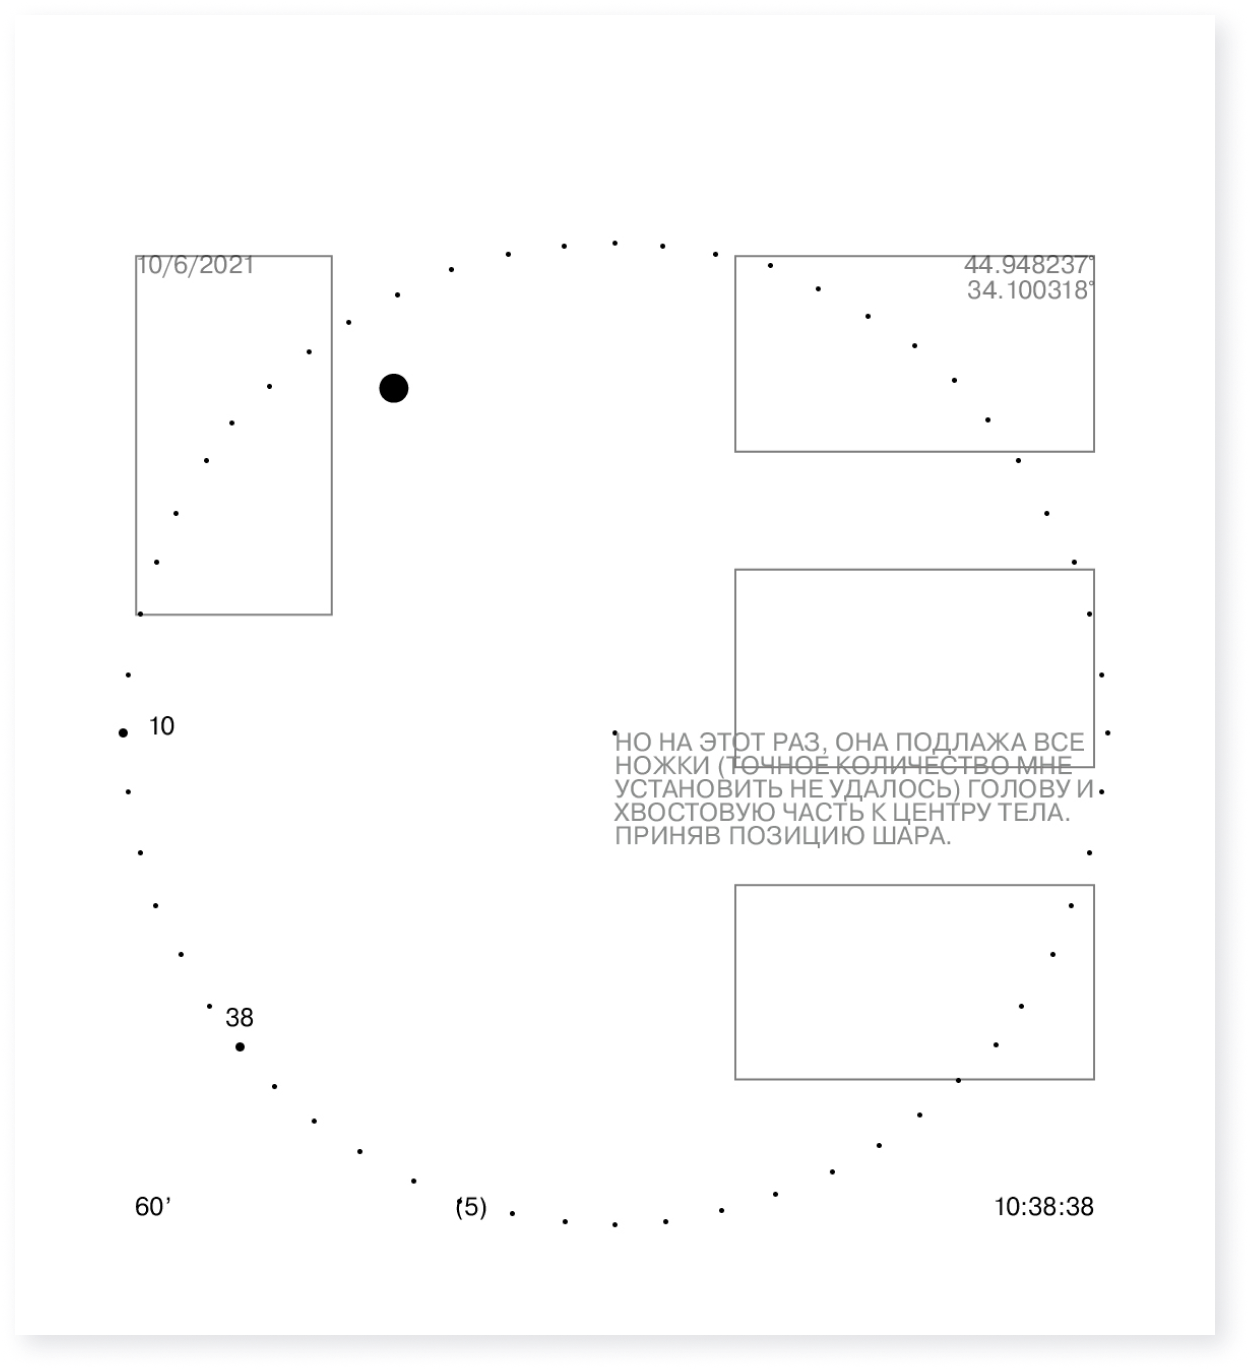 10/6/2021
44.948237°
34.100318°
10
НО НА ЭТОТ РАЗ, ОНА ПОДЛАЖА ВСЕ
НОЖКИ (ТОЧНОЕ КОЛИЧЕСТВО МНЕ
УСТАНОВИТЬ НЕ УДАЛОСЬ) ГОЛОВУ И
ХВОСТОВУЮ ЧАСТЬ К ЦЕНТРУ ТЕЛА.
ПРИНЯВ ПОЗИЦИЮ ШАРА.
38
60’ (5) 10:38:38